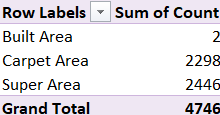 Row Labels Sum of Count
Built Area 2
Carpet Area 2298
Super Area 2446
Grand Total 4746